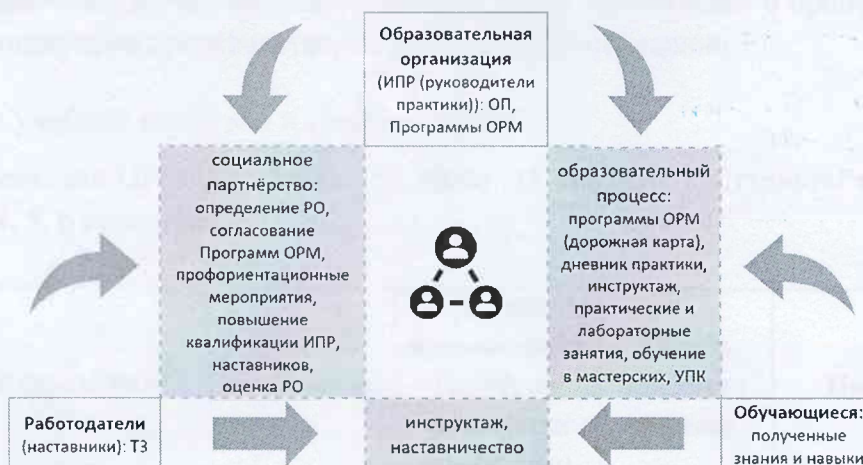 Образовательная
организация
(ИПР (руководители
практики)): ОП,
Программы ОРМ
социальное
партнёрство:
определение РО,
согласование
Программ ОРМ,
профориентационные
мероприятия,
повышение
квалификации ИПР,
наставников,
оценка РО
образовательный
процесс:
программы ОРМ
(дорожная карта),
дневник практики,
инструктаж,
практические и
лабораторные
занятия, обучение
в мастерских, УПК
Работодатели
(наставники): ТЗ
инструктаж,
наставничество
Обучающиеся:
полученные
знания и навыки